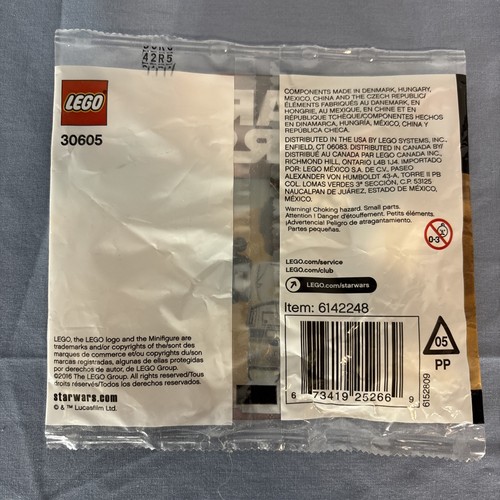 42R5
LEGO
30605
COMPONENTS MADE IN DENMARK, HUNGARY,
MEXICO, CHINA AND THE CZECH REPUBLIC/
ÉLÉMENTS FABRIQUÉS AU DANEMARK, EN
HONGRIE, AU MEXIQUE, EN CHINE ET EN
RÉPUBLIQUE TCHÈQUE/COMPONENTES HECHOS
EN DINAMARCA, HUNGRÍA, MÉXICO, CHINA Y
REPÚBLICA CHECA.
DISTRIBUTED IN THE USA BY LEGO SYSTEMS, INC.,
ENFIELD, CT 06083. DISTRIBUTED IN CANADA BY/
DISTRIBUÉ AU CANADA PAR LEGO CANADA INC.,
RICHMOND HILL, ONTARIO L4B 1J4. IMPORTADO
POR: LEGO MÉXICO S.A. DE C.V., PASEO
ALEXANDER VON HUMBOLDT 43-A, TORRE II PB
COL. LOMAS VERDES 3ª SECCIÓN, C.P. 53125
NAUCALPAN DE JUÁREZ, ESTADO DE MÉXICO,
MÉXICO.
Warning! Choking hazard. Small parts.
Attention ! Danger d'étouffement. Petits éléments.
¡Advertencia! Peligro de atragantamiento.
Partes pequeñas.
0-3
LEGO.com/service
LEGO.com/club
LEGO.com/starwars
Item: 6142248
6 73419 25266 9
05
PP
6152809
LEGO, the LEGO logo and the Minifigure are
trademarks and/or copyrights of the/sont des
marques de commerce et/ou copyrights du/son
marcas registradas, algunas de ellas protegidas
por derechos de autor, de LEGO Group.
©2016 The LEGO Group. All rights reserved/Tous
droits réservés/Todos los derechos reservados.
starwars.com
© & ™ Lucasfilm Ltd.